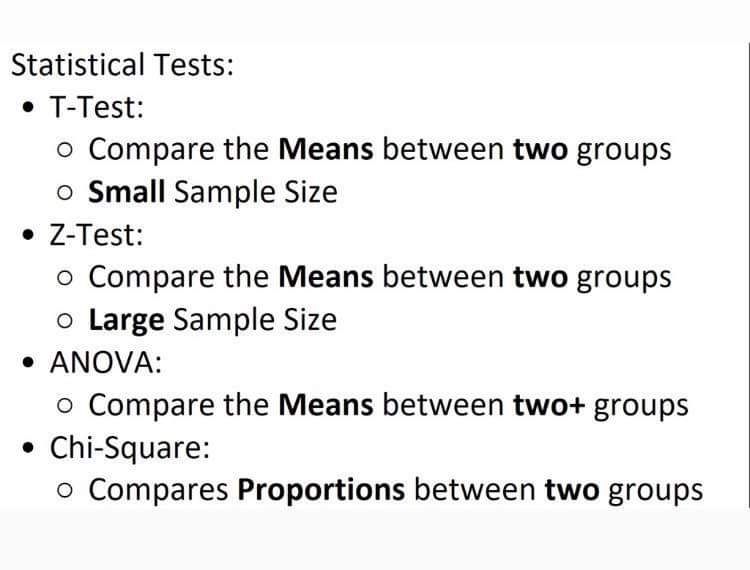 Statistical Tests:
• T-Test:
○ Compare the Means between two groups
○ Small Sample Size
• Z-Test:
○ Compare the Means between two groups
○ Large Sample Size
• ANOVA:
○ Compare the Means between two+ groups
• Chi-Square:
○ Compares Proportions between two groups